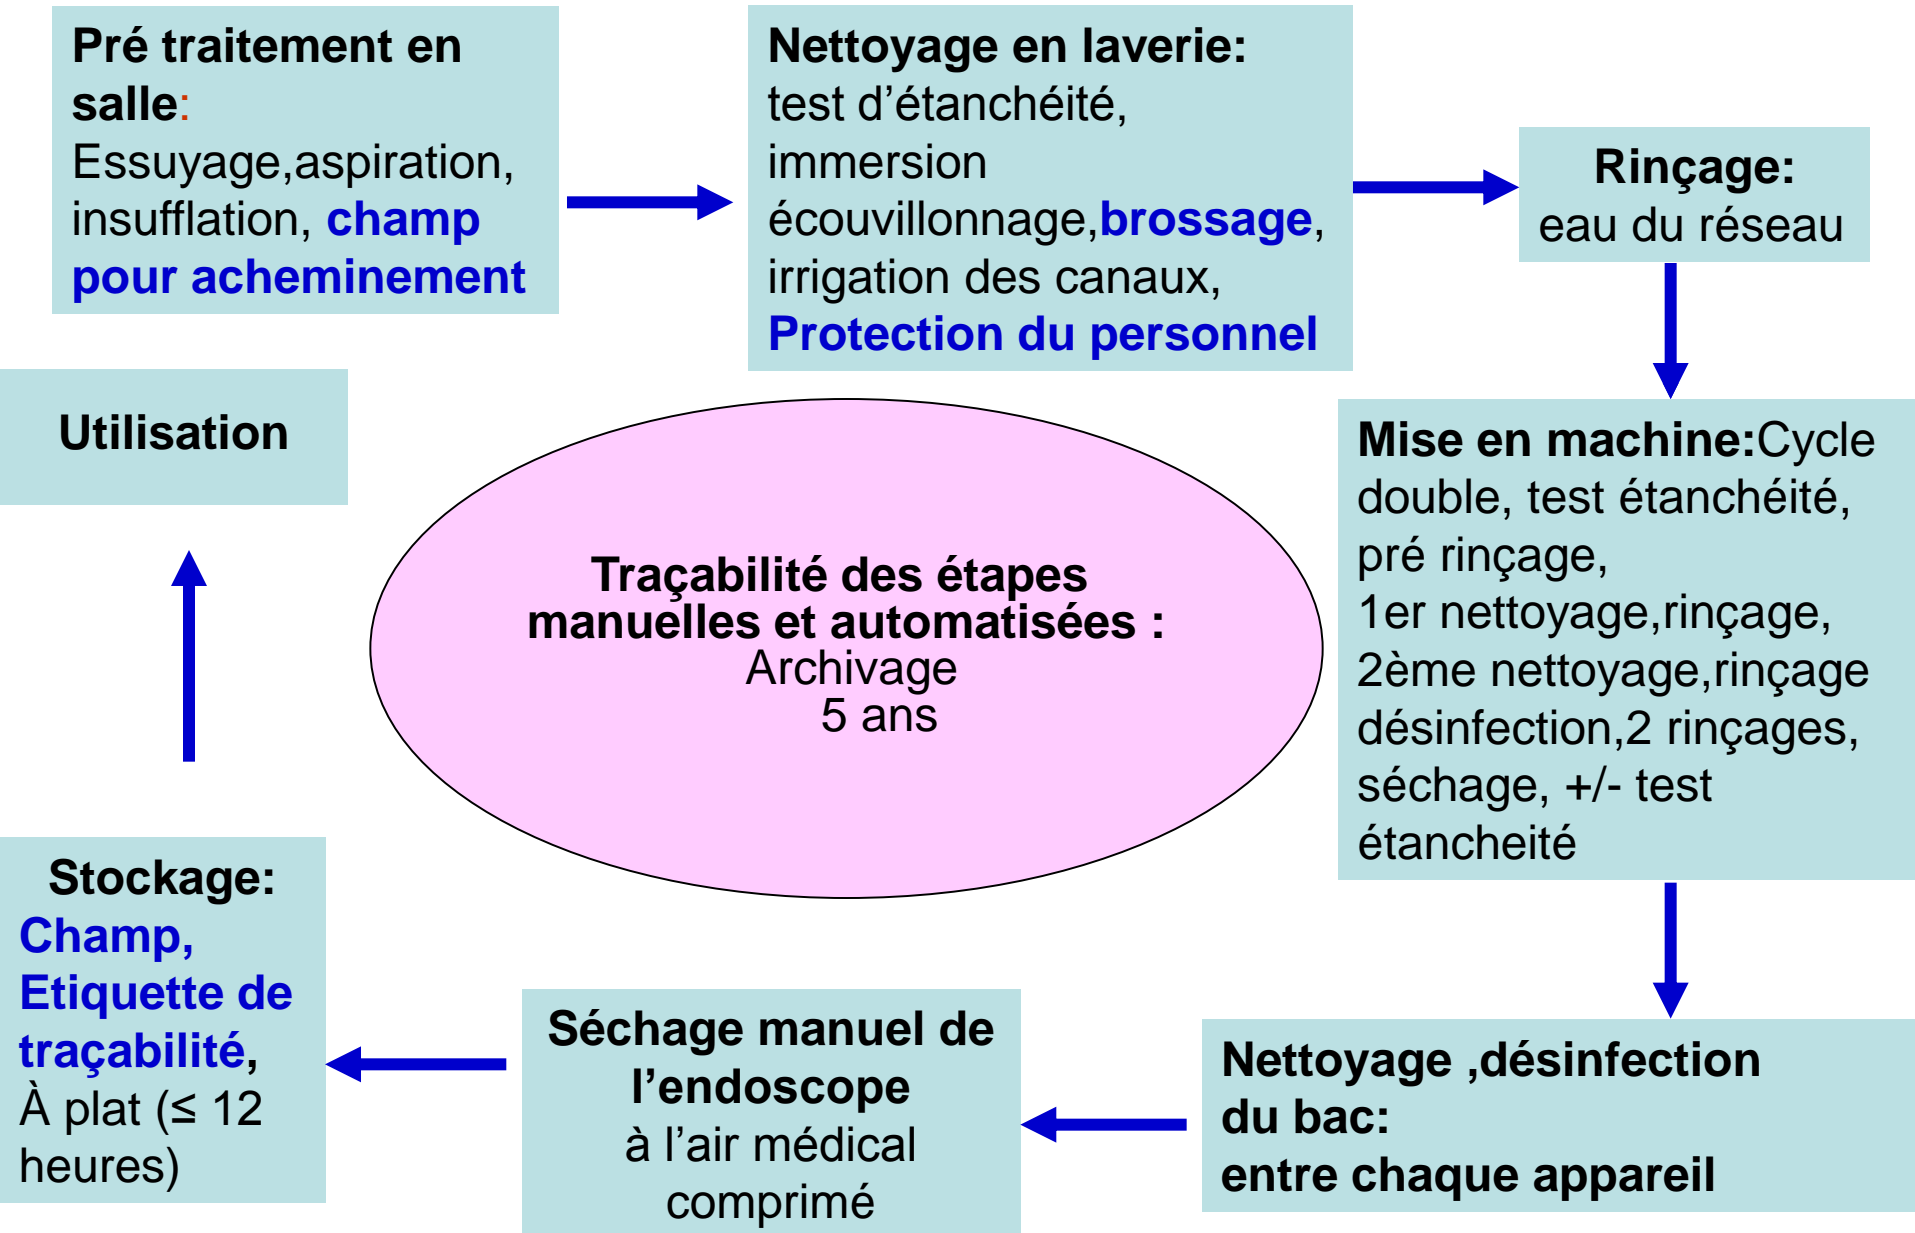 Pré traitement en
salle:
Essuyage,aspiration,
insufflation, champ
pour acheminement
Nettoyage en laverie:
test d’étanchéité,
immersion
écouvillonnage,brossage,
irrigation des canaux,
Protection du personnel
Rinçage:
eau du réseau
Mise en machine:Cycle
double, test étanchéité,
pré rinçage,
1er nettoyage,rinçage,
2ème nettoyage,rinçage
désinfection,2 rinçages,
séchage, +/- test
étancheité
Nettoyage ,désinfection
du bac:
entre chaque appareil
Séchage manuel de
l’endoscope
à l’air médical
comprimé
Stockage:
Champ,
Etiquette de
traçabilité,
À plat (≤ 12
heures)
Utilisation
Traçabilité des étapes
manuelles et automatisées :
Archivage
5 ans